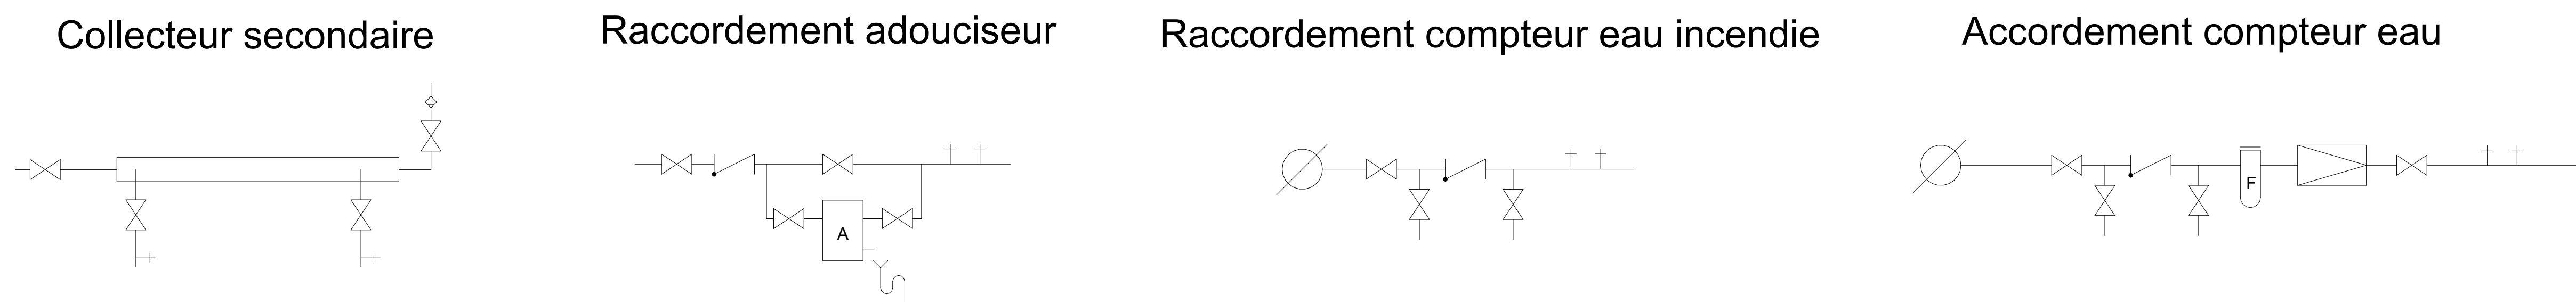 Collecteur secondaire
Raccordement adouciseur
Raccordement compteur eau incendie
Accordement compteur eau
A
F